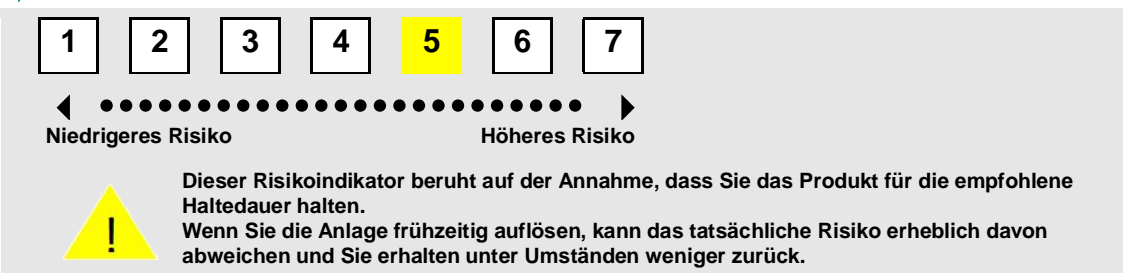 1 2 3 4 5 6 7
Niedrigeres Risiko Höheres Risiko
Dieser Risikoindikator beruht auf der Annahme, dass Sie das Produkt für die empfohlene
Haltedauer halten.
! Wenn Sie die Anlage frühzeitig auflösen, kann das tatsächliche Risiko erheblich davon
abweichen und Sie erhalten unter Umständen weniger zurück.